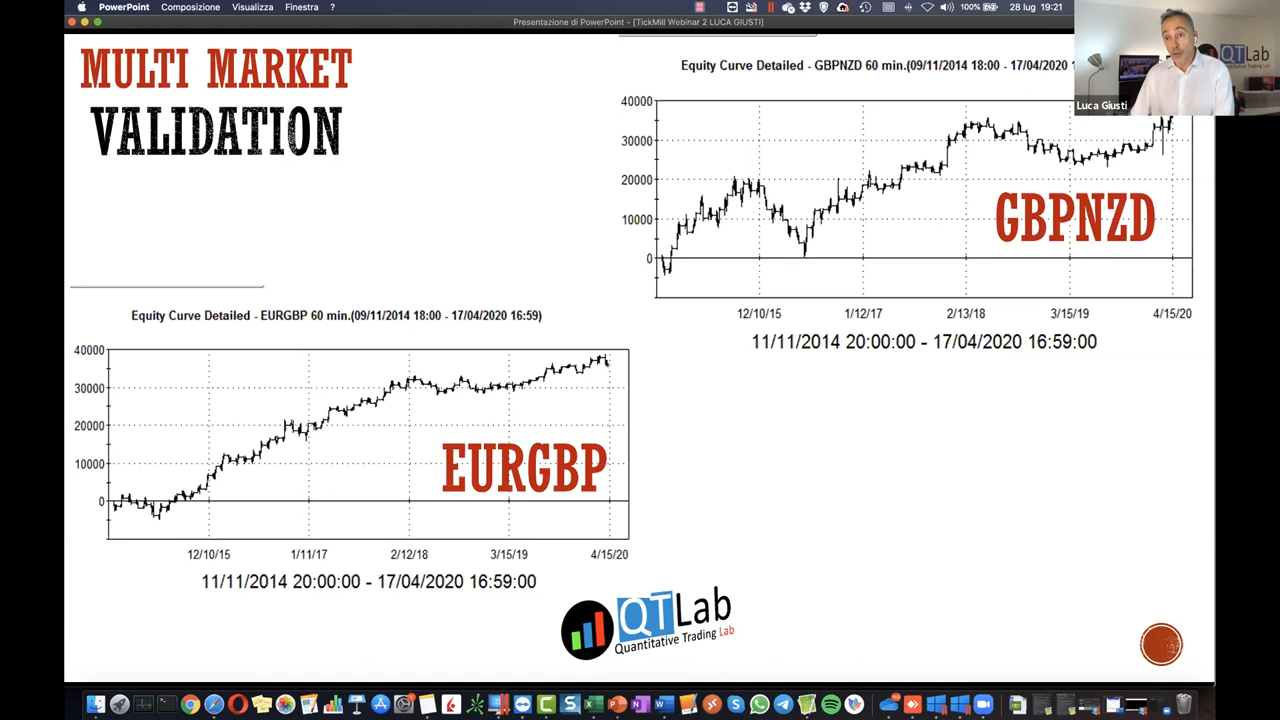 PowerPoint Composizione Visualizza Finestra ?
100% 28 lug 19:21
Presentazione di PowerPoint - [TickMill Webinar 2 LUCA GIUSTI]
MULTI MARKET
VALIDATION
Equity Curve Detailed - GBPNZD 60 min.(09/11/2014 18:00 - 17/04/2020
40000
30000
20000
10000
0
GBPNZD
12/10/15 1/12/17 2/13/18 3/15/19 4/15/20
11/11/2014 20:00:00 - 17/04/2020 16:59:00
QTLab
Luca Giusti
Equity Curve Detailed - EURGBP 60 min.(09/11/2014 18:00 - 17/04/2020 16:59)
40000
30000
20000
10000
0
EURGBP
12/10/15 1/11/17 2/12/18 3/15/19 4/15/20
11/11/2014 20:00:00 - 17/04/2020 16:59:00
QTLab
Quantitative Trading Lab